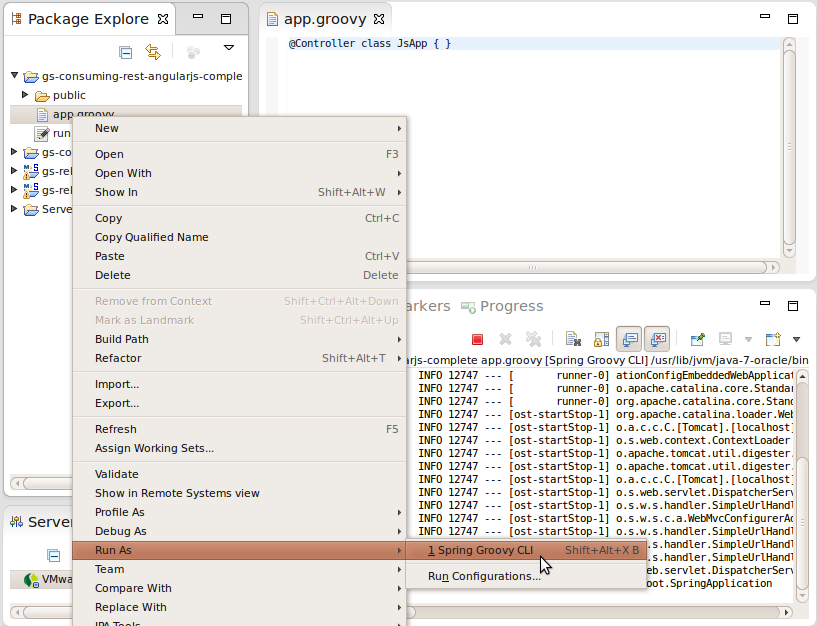 Package Explore
app.groovy
@Controller class JsApp { }
gs-consuming-rest-angularjs-comple
public
app.groovy
run
gs-co
gs-rel
gs-rel
Serve
New
Open F3
Open With
Show In Shift+Alt+W
Copy Ctrl+C
Copy Qualified Name
Paste Ctrl+V
Delete Delete
Remove from Context Shift+Ctrl+Alt+Down
Mark as Landmark Shift+Ctrl+Alt+Up
Build Path
Refactor Shift+Alt+T
Import...
Export...
Refresh F5
Assign Working Sets...
Validate
Show in Remote Systems view
Profile As
Debug As
Run As
Team
Compare With
Replace With
IPA Tools
1 Spring Groovy CLI Shift+Alt+X B
Run Configurations...
Server
VMwa
arkers
Progress
arjs-complete app.groovy [Spring Groovy CLI] /usr/lib/jvm/java-7-oracle/bin
INFO 12747 --- [ runner-0] ationConfigEmbeddedWebApplicat
INFO 12747 --- [ runner-0] o.apache.catalina.core.Standar
INFO 12747 --- [ runner-0] org.apache.catalina.core.Stand
INFO 12747 --- [ost-startStop-1] org.apache.catalina.loader.Web
INFO 12747 --- [ost-startStop-1] o.a.c.c.C.[Tomcat].[localhost]
INFO 12747 --- [ost-startStop-1] o.s.web.context.ContextLoader
INFO 12747 --- [ost-startStop-1] o.apache.tomcat.util.digester.
INFO 12747 --- [ost-startStop-1] o.apache.tomcat.util.digester.
INFO 12747 --- [ost-startStop-1] o.a.c.c.C.[Tomcat].[localhost]
INFO 12747 --- [ost-startStop-1] o.s.web.servlet.DispatcherServ
INFO 12747 --- [ost-startStop-1] o.s.w.s.handler.SimpleUrlHandl
INFO 12747 --- [ost-startStop-1] o.s.w.s.c.a.WebMvcConfigurerAd
INFO 12747 --- [ost-startStop-1] o.s.w.s.handler.SimpleUrlHandl
.s.handler.SimpleUrlHandl
.s.handler.SimpleUrlHandl
eb.servlet.DispatcherServ
oot.SpringApplication